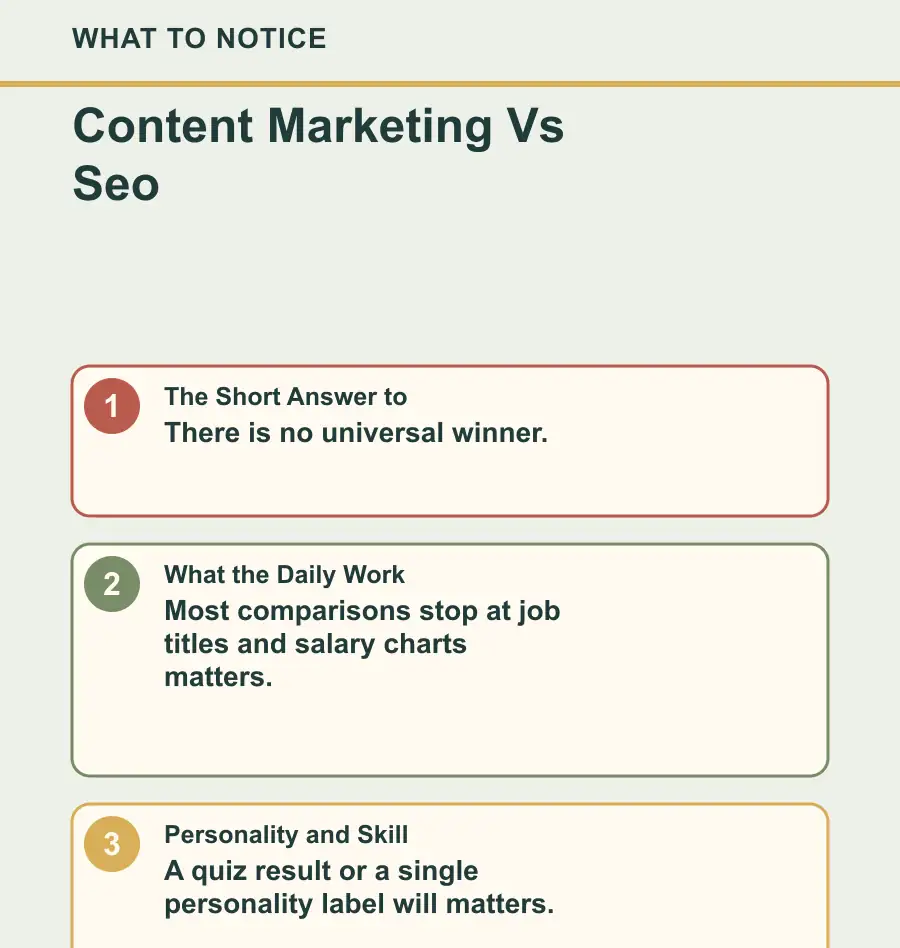 WHAT TO NOTICE
Content Marketing Vs
Seo
1
The Short Answer to
There is no universal winner.
2
What the Daily Work
Most comparisons stop at job
titles and salary charts
matters.
3
Personality and Skill
A quiz result or a single
personality label will matters.